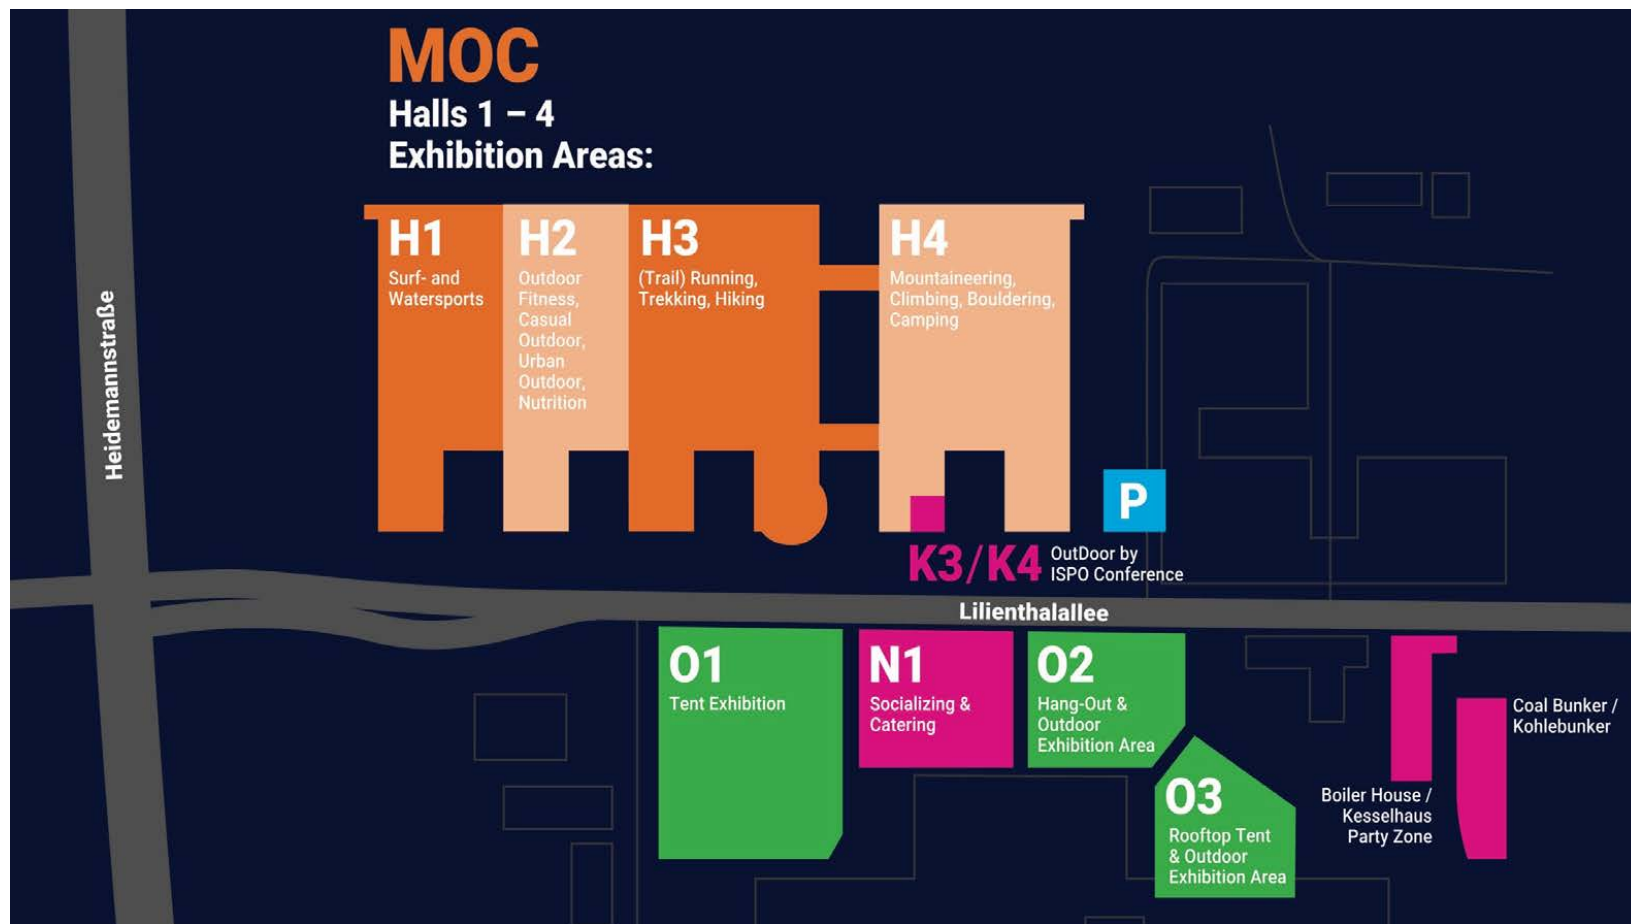 MOC
Halls 1 – 4
Exhibition Areas:
H1
Surf- and
Watersports
H2
Outdoor
Fitness,
Casual
Outdoor,
Urban
Outdoor,
Nutrition
H3
(Trail) Running,
Trekking, Hiking
H4
Mountaineering,
Climbing, Bouldering,
Camping
Heidemannstraße
P
K3/K4
OutDoor by
ISPO Conference
Lilienthalallee
O1
Tent Exhibition
N1
Socializing &
Catering
O2
Hang-Out &
Outdoor
Exhibition Area
O3
Rooftop Tent
& Outdoor
Exhibition Area
Boiler House /
Kesselhaus
Party Zone
Coal Bunker /
Kohlebunker